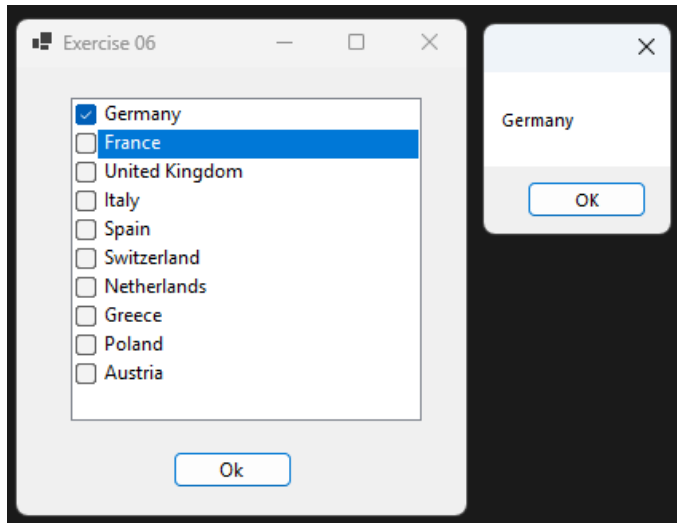 Exercise 06
Germany
France
United Kingdom
Italy
Spain
Switzerland
Netherlands
Greece
Poland
Austria
Ok
Germany
OK